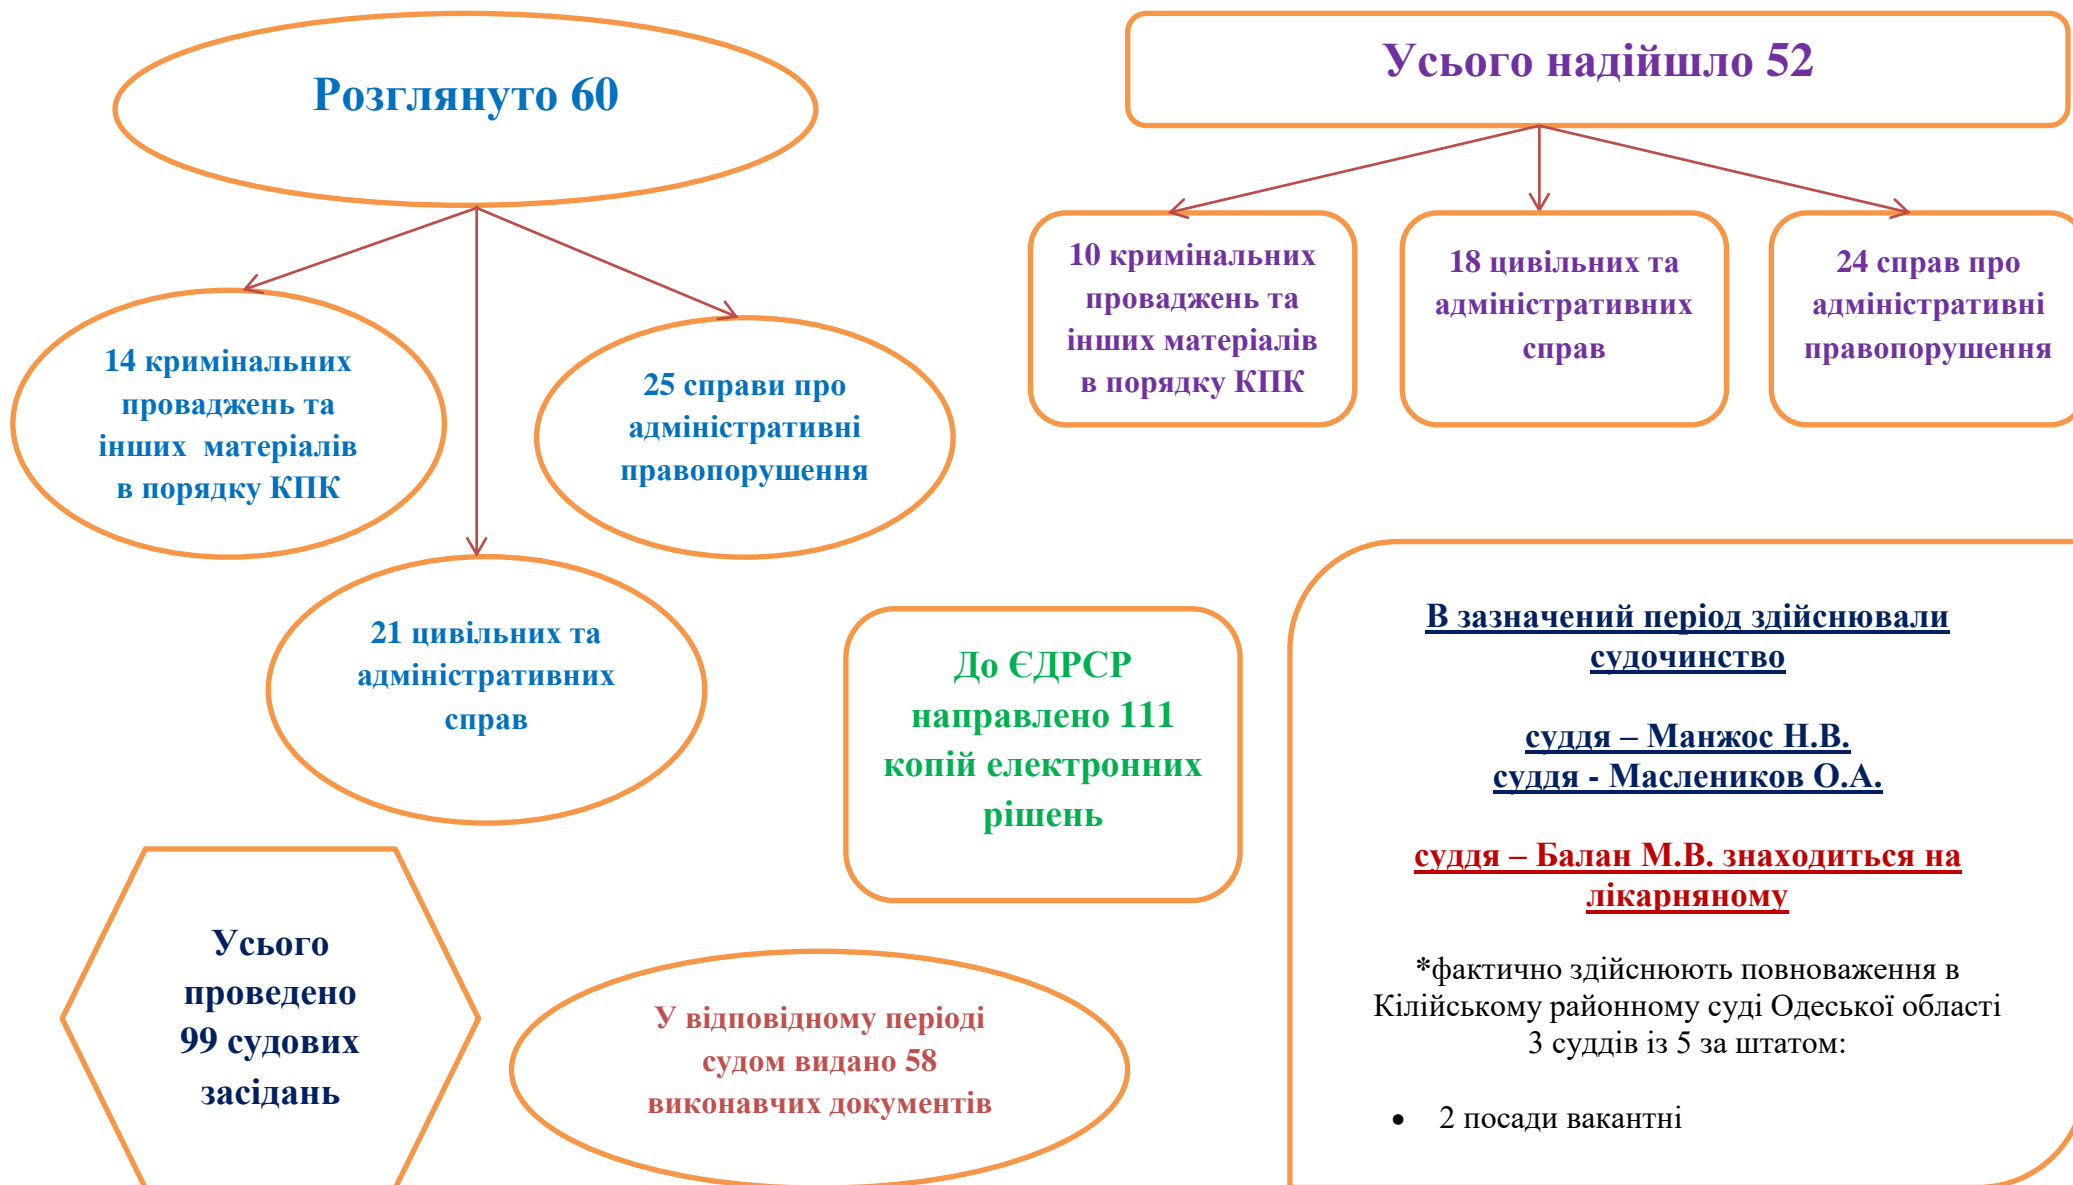 Розглянуто 60
Усього надійшло 52
14 кримінальних
проваджень та
інших  матеріалів
в порядку КПК
25 справи про
адміністративні
правопорушення
21 цивільних та
адміністративних
справ
10 кримінальних
проваджень та
інших матеріалів
в порядку КПК
18 цивільних та
адміністративних
справ
24 справ про
адміністративні
правопорушення
До ЄДРСР
направлено 111
копій електронних
рішень
В зазначений період здійснювали
судочинство
суддя – Манжос Н.В.
суддя - Маслеников О.А.
суддя – Балан М.В. знаходиться на
лікарняному
*фактично здійснюють повноваження в
Кілійському районному суді Одеської області
3 суддів із 5 за штатом:
• 2 посади вакантні
Усього
проведено
99 судових
засідань
У відповідному періоді
судом видано 58
виконавчих документів